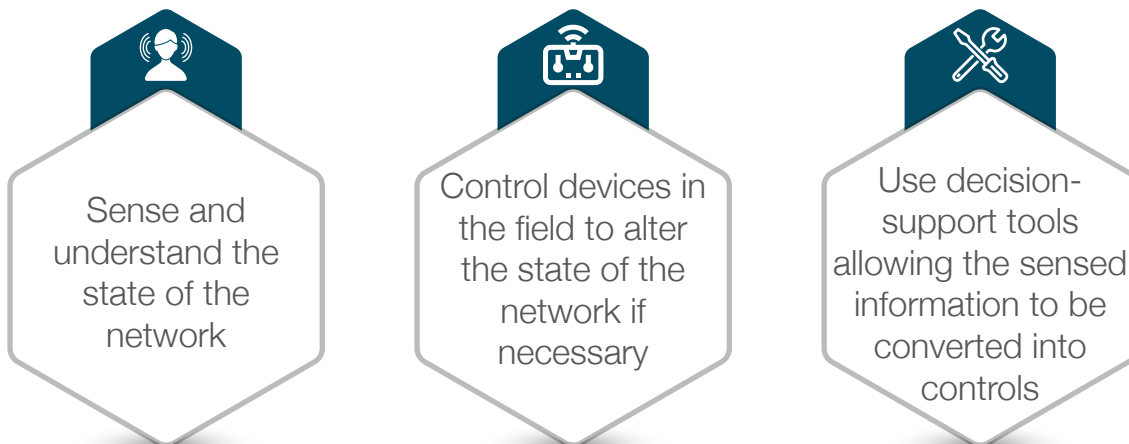 Sense and
understand the
state of the
network
Control devices in
the field to alter
the state of the
network if
necessary
Use decision-
support tools
allowing the sensed
information to be
converted into
controls